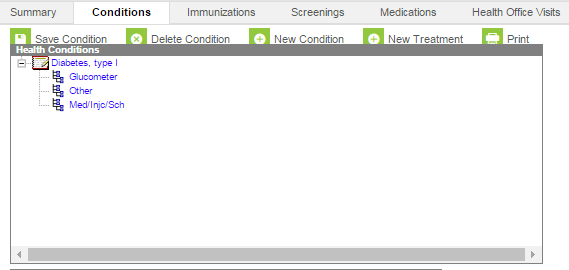 Summary Conditions Immunizations Screenings Medications Health Office Visits
Save Condition Delete Condition New Condition New Treatment Print
Health Conditions
Diabetes, type I
Glucometer
Other
Med/Injc/Sch